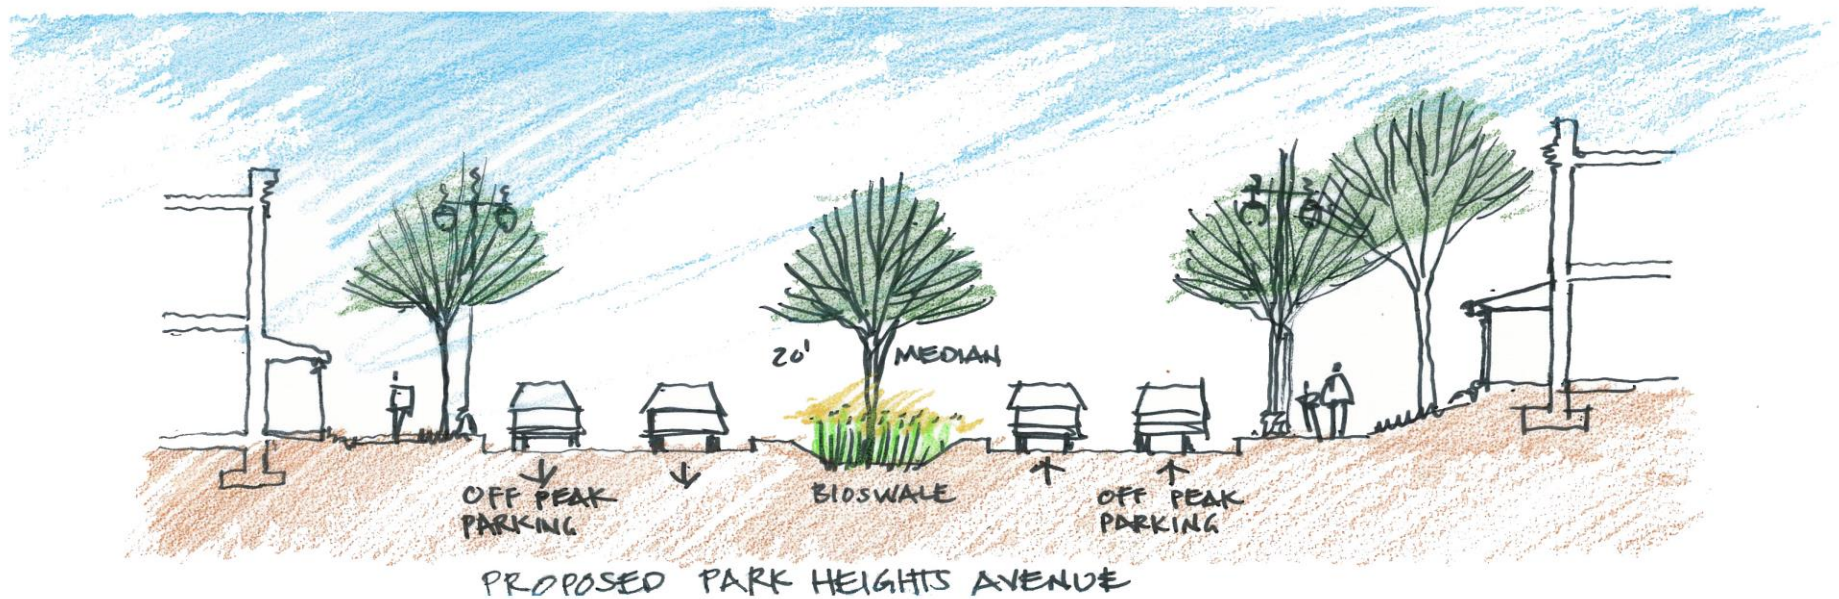 20' MEDIAN
OFF PEAK
PARKING
BIOSWALE
OFF PEAK
PARKING
PROPOSED PARK HEIGHTS AVENUE